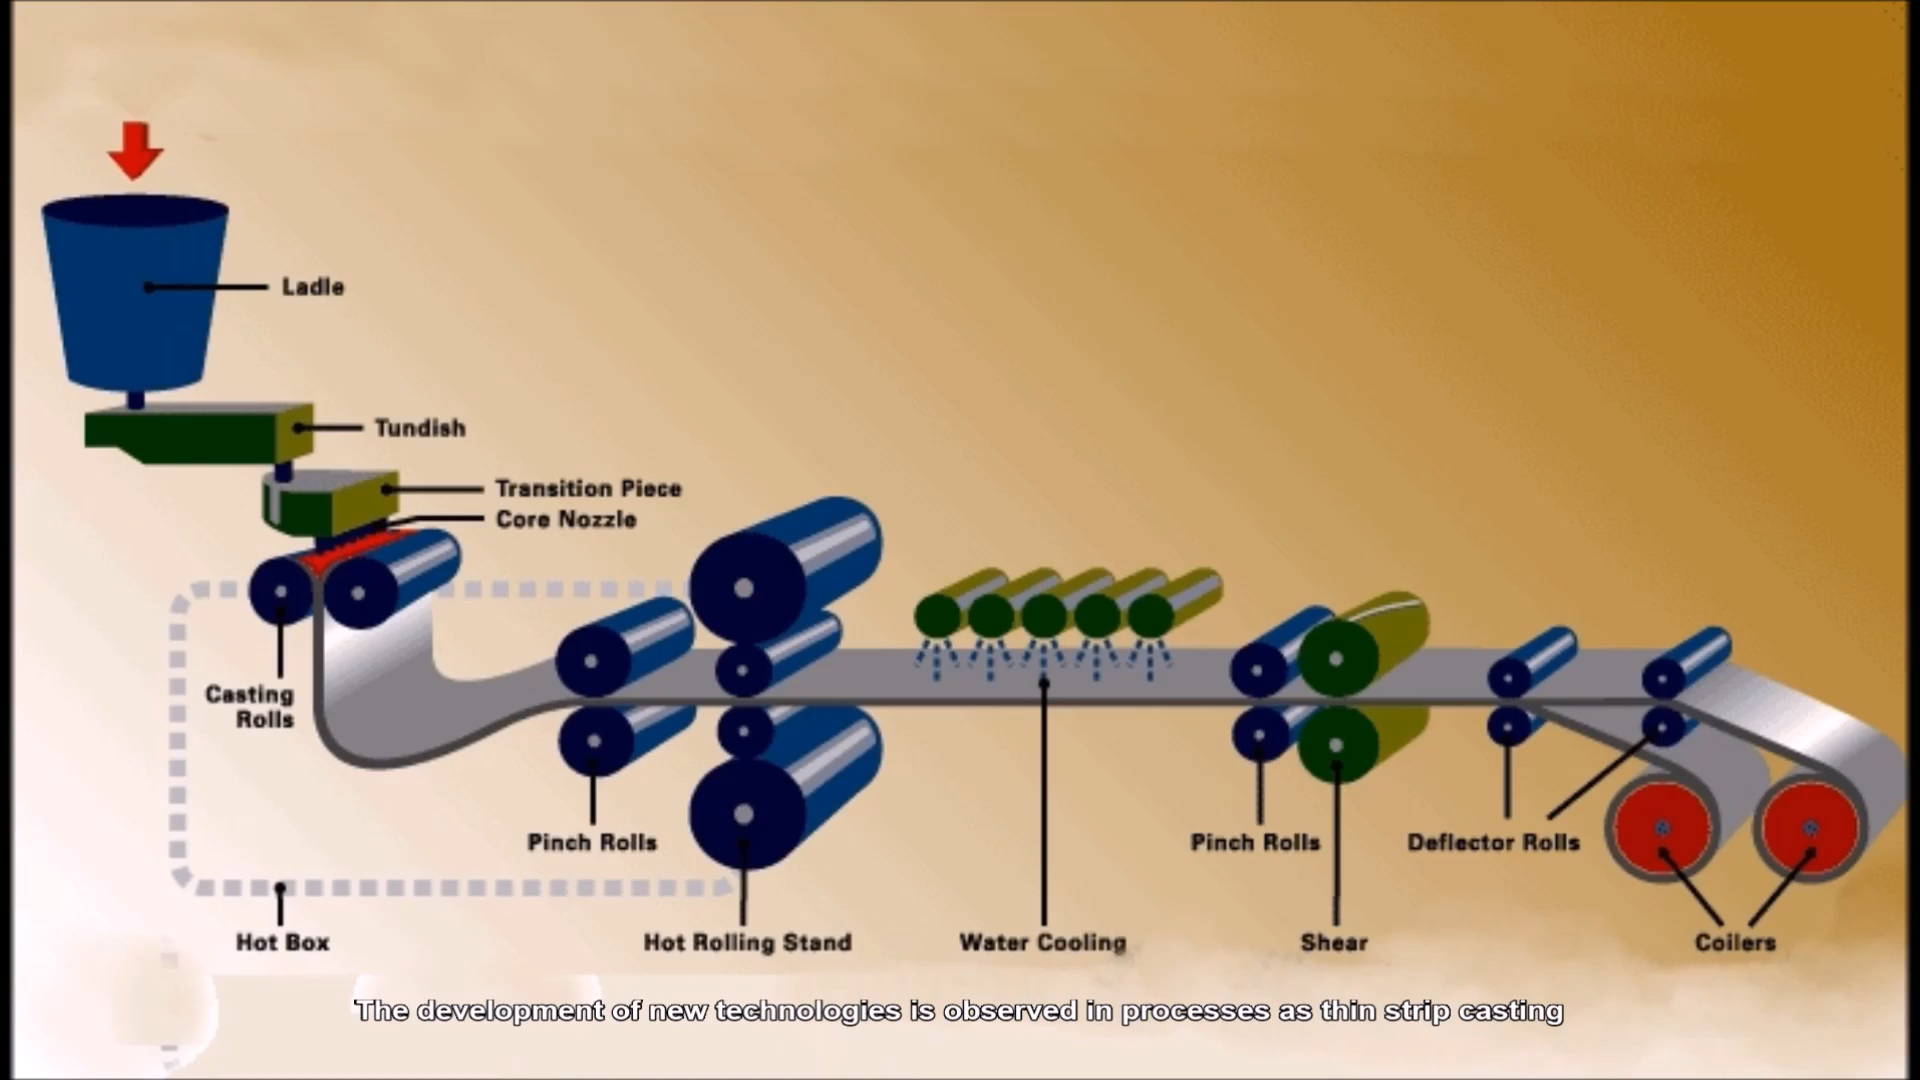 Ladle
Tundish
Transition Piece
Core Nozzle
Casting
Rolls
Pinch Rolls
Pinch Rolls
Deflector Rolls
Hot Box
Hot Rolling Stand
Water Cooling
Shear
Coilers
The development of new technologies is observed in processes as thin strip casting